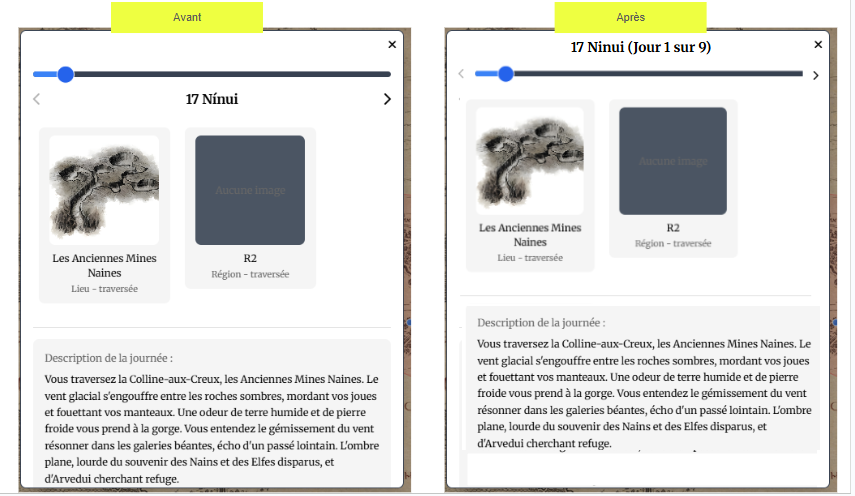 Avant
×
17 Nínui
Les Anciennes Mines
Naines
Lieu - traversée
Aucune image
R2
Région - traversée
Description de la journée :
Vous traversez la Colline-aux-Creux, les Anciennes Mines Naines. Le
vent glacial s'engouffre entre les roches sombres, mordant vos joues
et fouettant vos manteaux. Une odeur de terre humide et de pierre
froide vous prend à la gorge. Vous entendez le gémissement du vent
résonner dans les galeries béantes, écho d'un passé lointain. L'ombre
plane, lourde du souvenir des Nains et des Elfes disparus, et
d'Arvedui cherchant refuge.
Après
×
17 Ninui (Jour 1 sur 9)
Les Anciennes Mines
Naines
Lieu - traversée
Aucune image
R2
Région - traversée
Description de la journée :
Vous traversez la Colline-aux-Creux, les Anciennes Mines Naines. Le
vent glacial s'engouffre entre les roches sombres, mordant vos joues
et fouettant vos manteaux. Une odeur de terre humide et de pierre
froide vous prend à la gorge. Vous entendez le gémissement du vent
résonner dans les galeries béantes, écho d'un passé lointain. L'ombre
plane, lourde du souvenir des Nains et des Elfes disparus, et
d'Arvedui cherchant refuge.